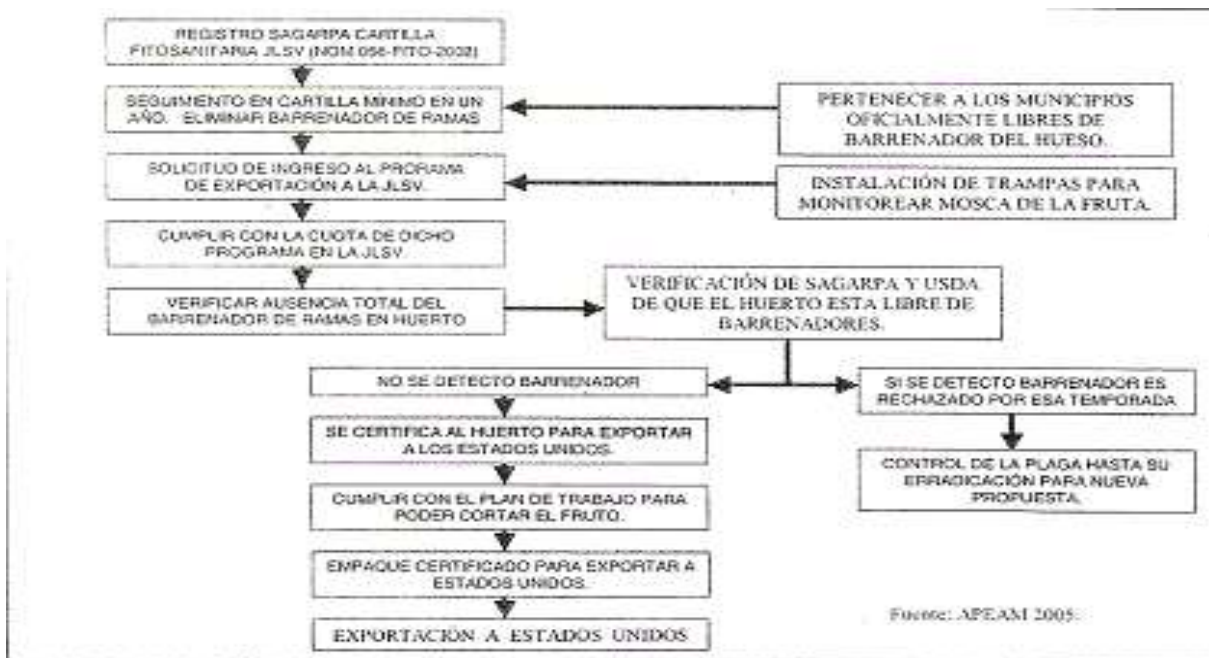 REGISTRO SAGARPA CARTILLA
FITOSANITARIA JLSV (NOM 066-FITO-2002)
SEGUIMIENTO EN CARTILLA MÍNIMO EN UN
AÑO. ELIMINAR BARRENADOR DE RAMAS
PERTENECER A LOS MUNICIPIOS
OFICIALMENTE LIBRES DE
BARRENADOR DEL HUESO.
SOLICITUD DE INGRESO AL PRORAMA
DE EXPORTACIÓN A LA JLSV.
INSTALACIÓN DE TRAMPAS PARA
MONITOREAR MOSCA DE LA FRUTA.
CUMPLIR CON LA CUOTA DE DICHO
PROGRAMA EN LA JLSV
VERIFICAR AUSENCIA TOTAL DEL
BARRENADOR DE RAMAS EN HUERTO
VERIFICACIÓN DE SAGARPA Y USDA
DE QUE EL HUERTO ESTA LIBRE DE
BARRENADORES.
NO SE DETECTO BARRENADOR
SI SE DETECTO BARRENADOR ES
RECHAZADO POR ESA TEMPORADA
SE CERTIFICA AL HUERTO PARA EXPORTAR
A LOS ESTADOS UNIDOS.
CONTROL DE LA PLAGA HASTA SU
ERRADICACIÓN PARA NUEVA
PROPUESTA.
CUMPLIR CON EL PLAN DE TRABAJO PARA
PODER CORTAR EL FRUTO.
EMPAQUE CERTIFICADO PARA EXPORTAR A
ESTADOS UNIDOS.
EXPORTACIÓN A ESTADOS UNIDOS
Fuente: APEAM 2005.